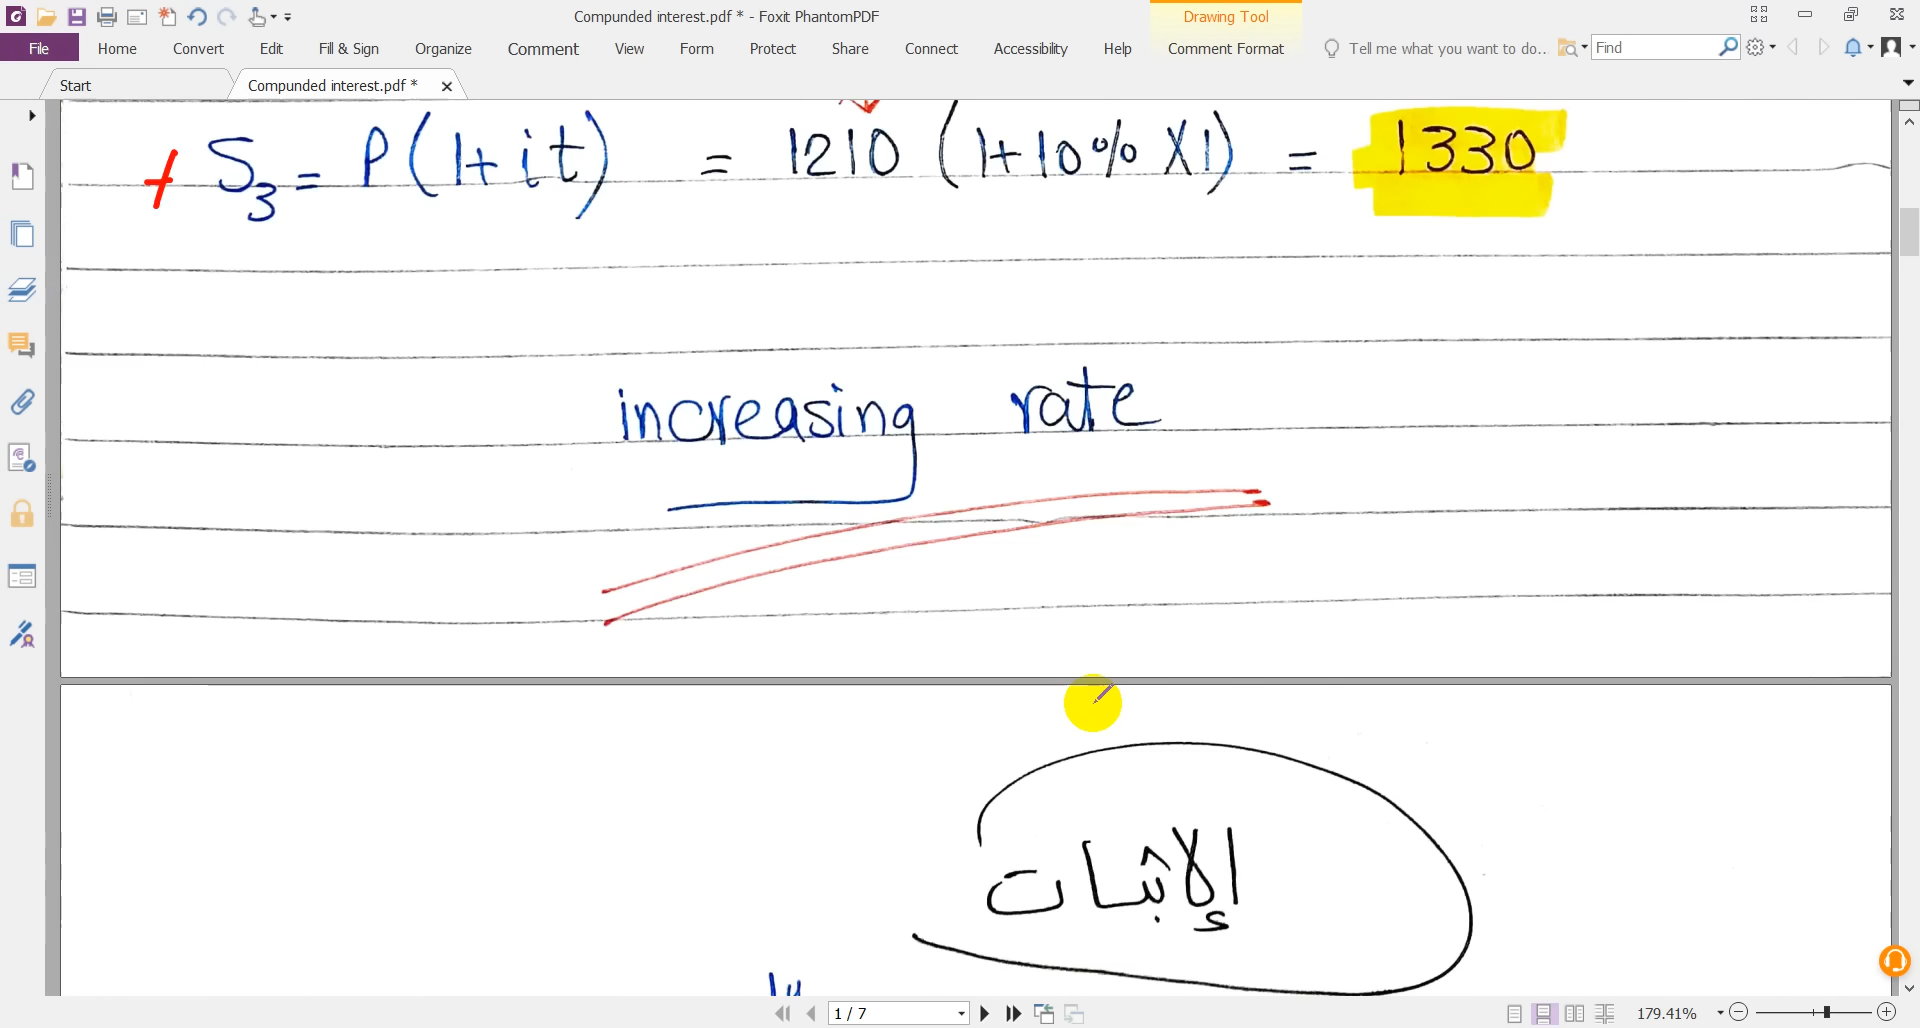 Compunded interest.pdf * - Foxit PhantomPDF
Drawing Tool
File Home Convert Edit Fill & Sign Organize Comment View Form Protect Share Connect Accessibility Help Comment Format Tell me what you want to do.. Find
Start Compunded interest.pdf *
+ S3 = P(1+it) = 1210 (1+10% X1) = 1330
increasing rate
الإثبات
1 / 7
179.41%